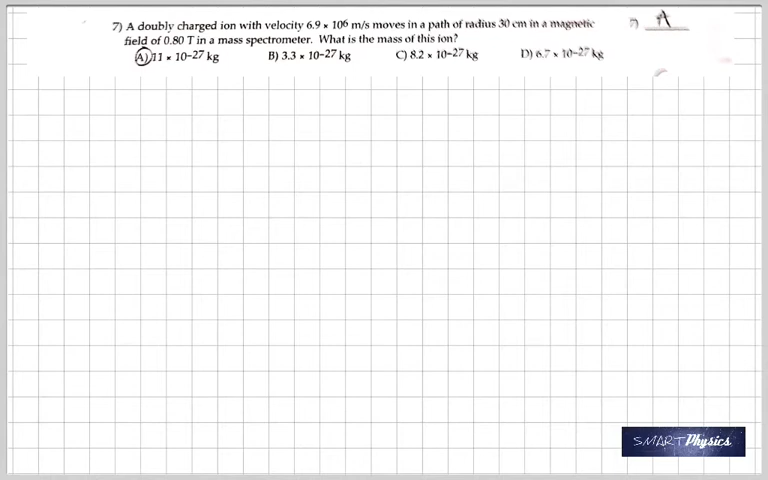 7) A doubly charged ion with velocity 6.9 × 10⁶ m/s moves in a path of radius 30 cm in a magnetic 7) A
field of 0.80 T in a mass spectrometer. What is the mass of this ion?
A) 11 × 10−27 kg B) 3.3 × 10−27 kg C) 8.2 × 10−27 kg D) 6.7 × 10−27 kg
SMARTPhysics